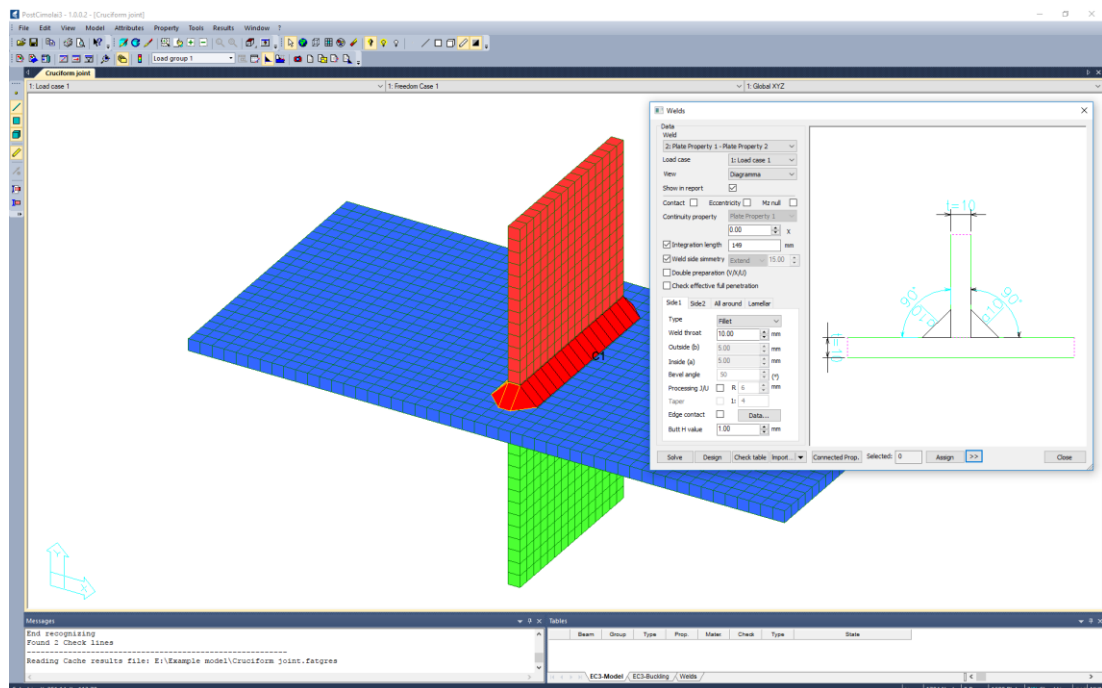 PostCimolai3 - 1.0.0.2 - [Cruciform joint]
File Edit View Model Attributes Property Tools Results Window ?
Load group 1
Cruciform joint
1: Load case 1
1: Freedom Case 1
1: Global XYZ
Welds
Data
Weld
2: Plate Property 1 - Plate Property 2
Load case 1: Load case 1
View Diagramma
Show in report
Contact Eccentricity Mz null
Continuity property Plate Property 1
0.00 x
Integration length 149 mm
Weld side simmetry Extend 15.00
Double preparation (V/X/U)
Check effective full penetration
Side1 Side2 All around Lamellar
Type Fillet
Weld throat 10.00 mm
Outside (b) 5.00 mm
Inside (a) 5.00 mm
Bevel angle 50 (°)
Processing J/U R 6 mm
Taper 1: 4
Edge contact Data...
Butt H value 1.00 mm
Solve Design Check table Import... Connected Prop. Selected: 0 Assign >> Close
t=10
90°
90°
a10
a10
t=10
C1
Y
X
Messages
End recognizing
Found 2 Check lines
Reading Cache results file: E:\Example model\Cruciform joint.fatgres
Tables
Beam Group Type Prop. Mater Check Type State
EC3-Model EC3-Buckling Welds